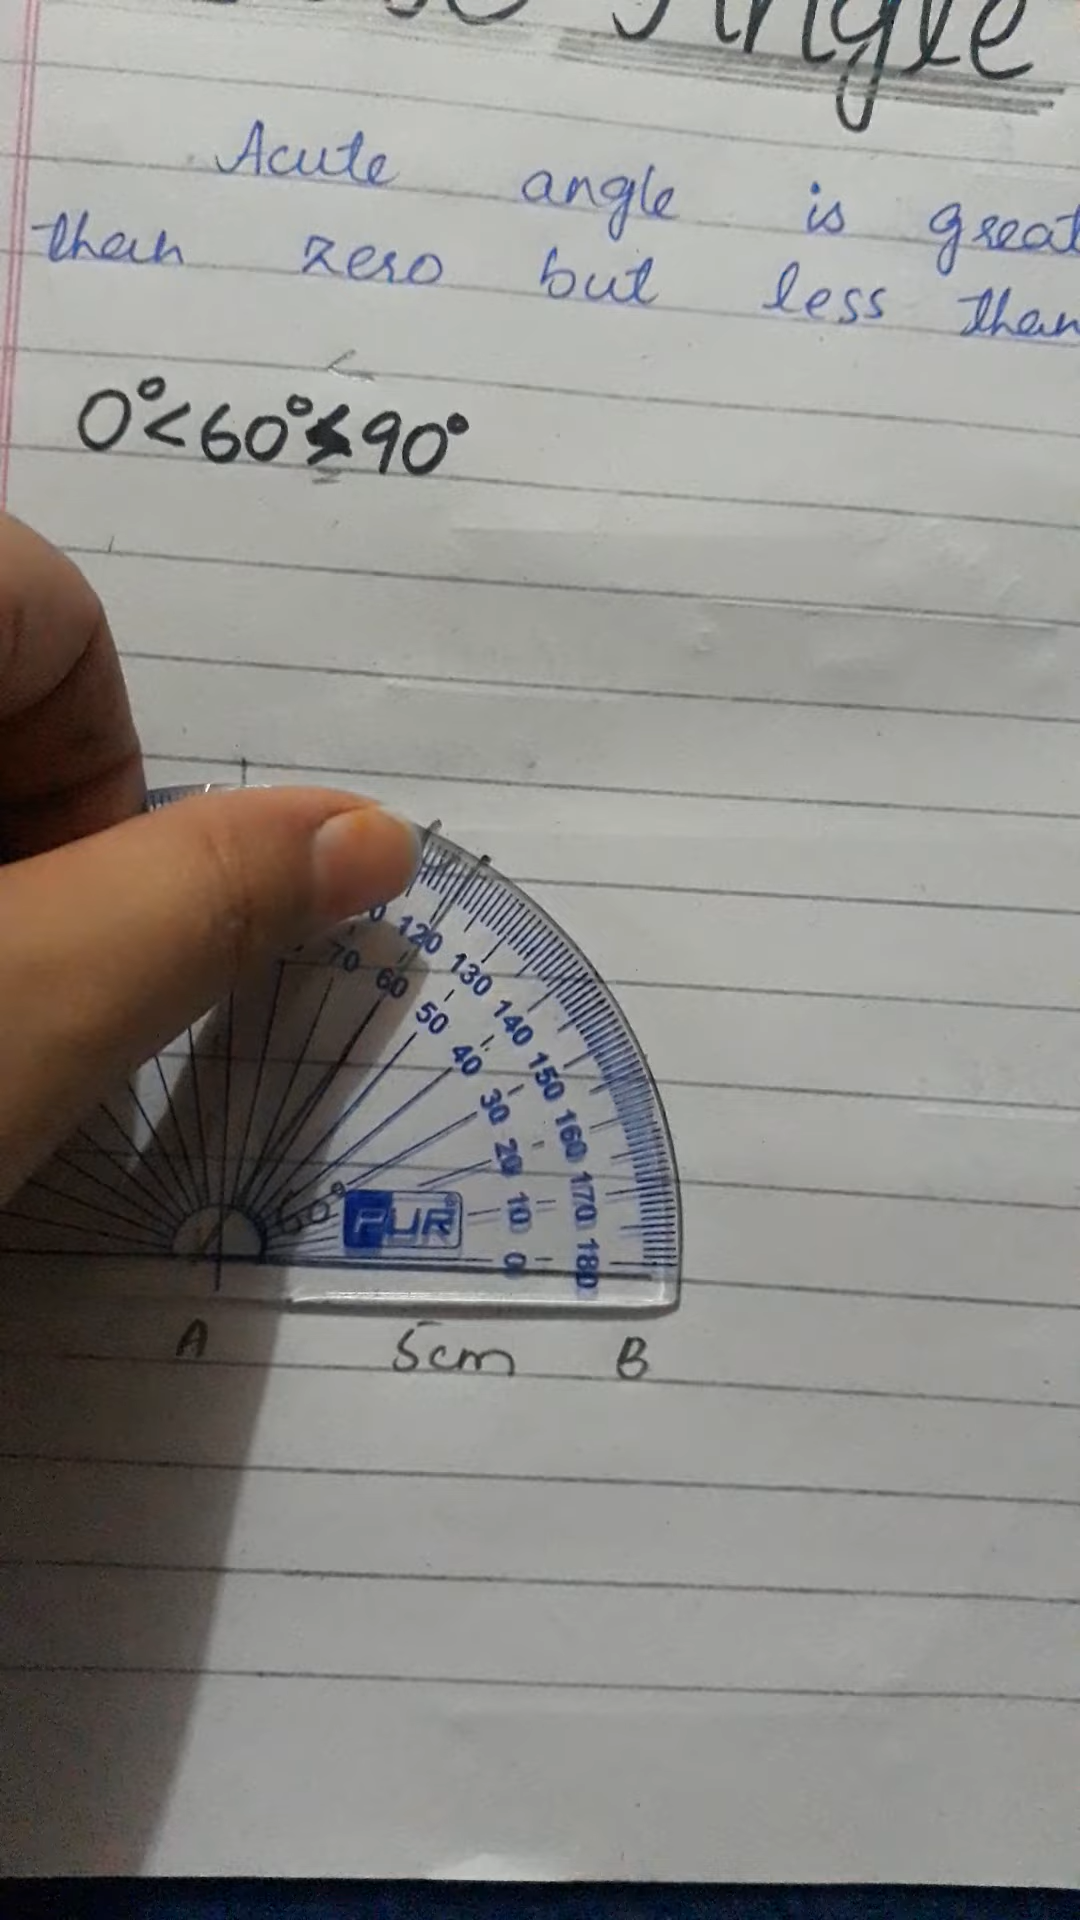 Angle
Acute angle is great
than zero but less than
0°<60°<90°
120
70 60 130
50 140
40 150
30 160
20 170
10 180
0
60°
PUR
A 5cm B